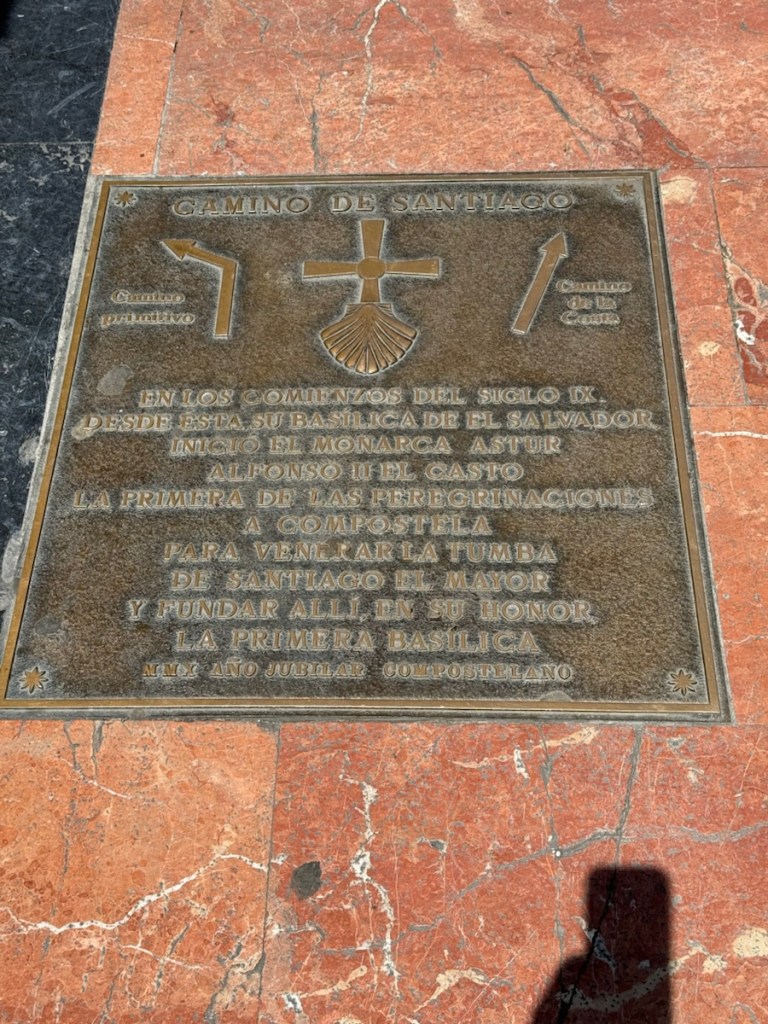 CAMINO DE SANTIAGO
Camino
primitivo
Camino
de la
Costa
EN LOS COMIENZOS DEL SIGLO IX,
DESDE ESTA, SU BASÍLICA DE EL SALVADOR,
INICIÓ EL MONARCA ASTUR
ALFONSO II EL CASTO
LA PRIMERA DE LAS PEREGRINACIONES
A COMPOSTELA
PARA VENERAR LA TUMBA
DE SANTIAGO EL MAYOR
Y FUNDAR ALLÍ, EN SU HONOR,
LA PRIMERA BASÍLICA
MMX AÑO JUBILAR COMPOSTELANO